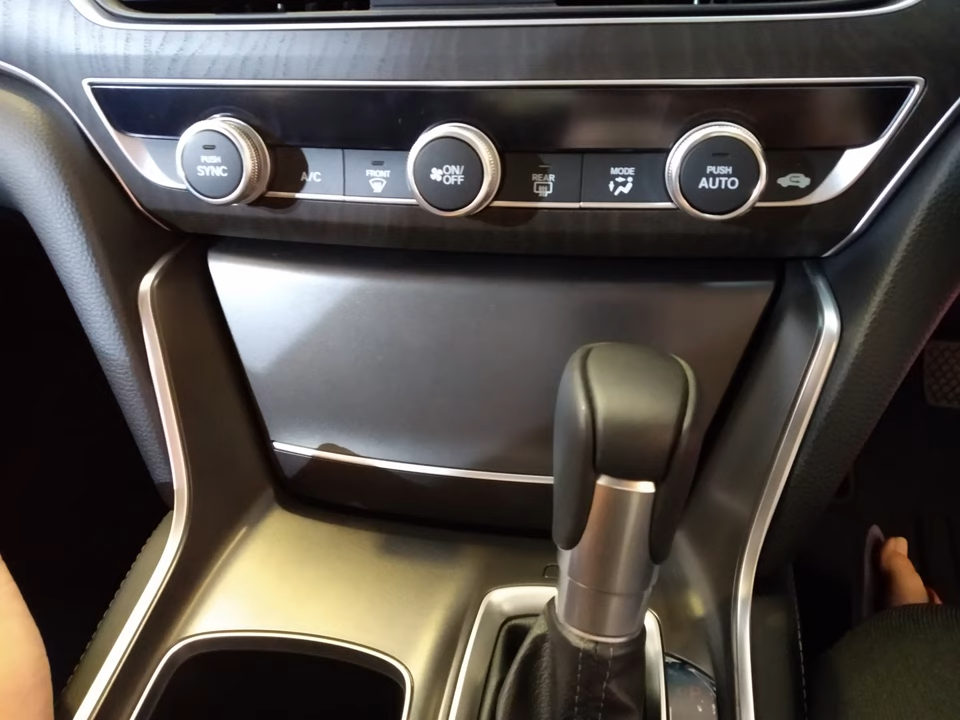 PUSH
SYNC
A/C
FRONT
ON/
OFF
REAR
MODE
PUSH
AUTO